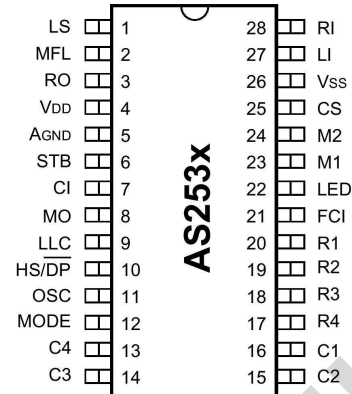 LS 1 28 RI
MFL 2 27 LI
RO 3 26 Vss
VDD 4 25 CS
AGND 5 24 M2
STB 6 23 M1
CI 7 22 LED
MO 8 21 FCI
LLC 9 20 R1
HS/DP 10 19 R2
OSC 11 18 R3
MODE 12 17 R4
C4 13 16 C1
C3 14 15 C2
AS253x